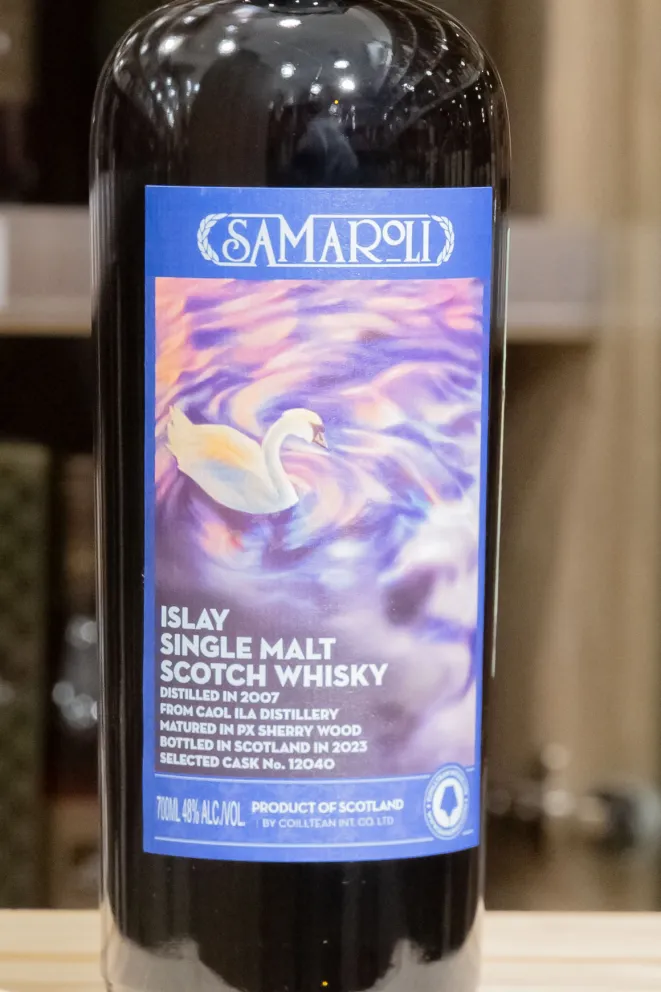 SAMAROLI
ISLAY
SINGLE MALT
SCOTCH WHISKY
DISTILLED IN 2007
FROM CAOL ILA DISTILLERY
MATURED IN PX SHERRY WOOD
BOTTLED IN SCOTLAND IN 2023
SELECTED CASK No. 12040
700ML 48% ALC./VOL.
PRODUCT OF SCOTLAND
BY COILLTEAN INT. CO. LTD